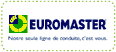 EUROMASTER
Notre seule ligne de conduite, c'est vous.